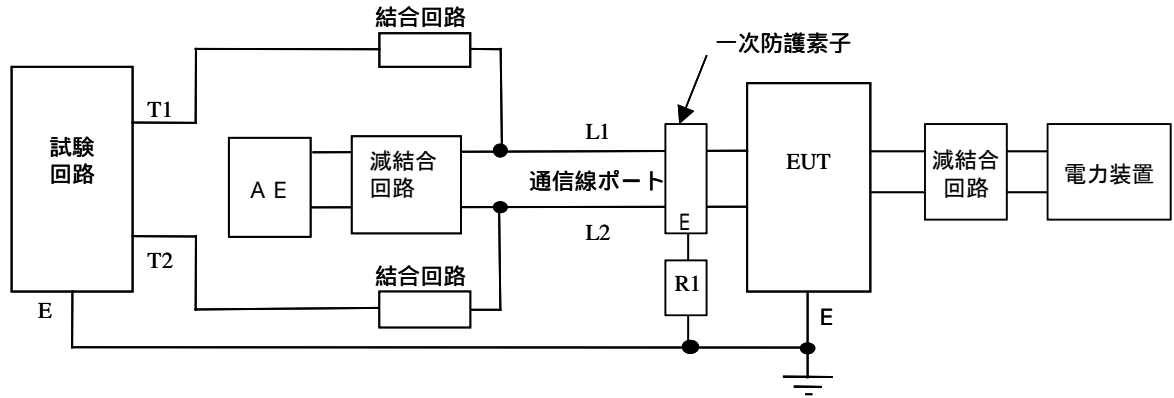 結合回路
一次防護素子
T1
試験
回路
L1
減結合
回路
EUT
減結合
回路
電力装置
ＡＥ
通信線ポート
E
L2
T2
結合回路
R1
E
E